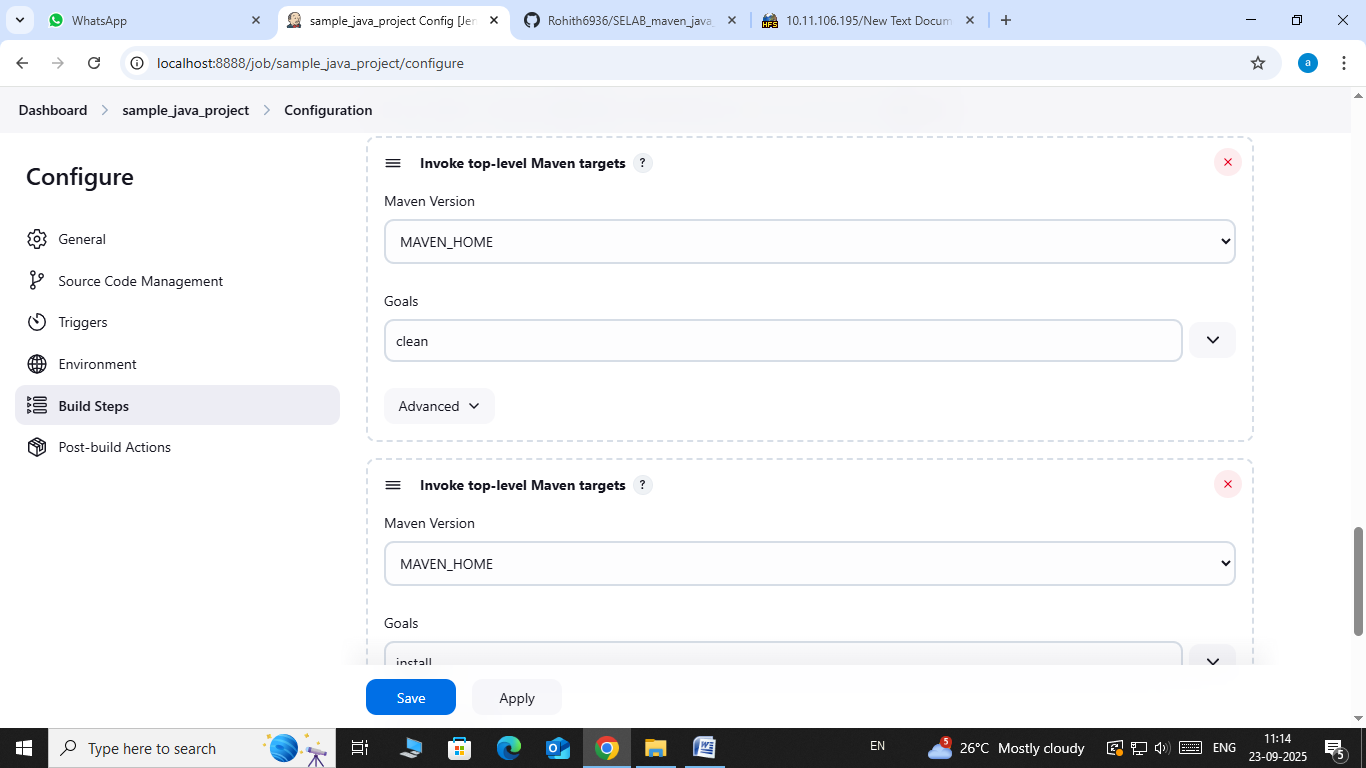 WhatsApp
sample_java_project Config [Jen
Rohith6936/SELAB_maven_java_
10.11.106.195/New Text Docum
localhost:8888/job/sample_java_project/configure
a
Dashboard
sample_java_project
Configuration
Configure
General
Source Code Management
Triggers
Environment
Build Steps
Post-build Actions
Invoke top-level Maven targets ?
Maven Version
MAVEN_HOME
Goals
clean
Advanced
Invoke top-level Maven targets ?
Maven Version
MAVEN_HOME
Goals
install
Save
Apply
Type here to search
EN
5
26°C Mostly cloudy
ENG
11:14
23-09-2025
5